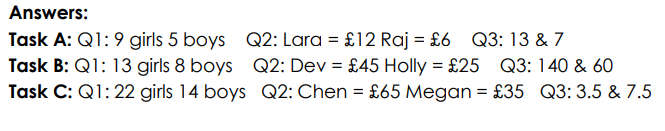 Answers:
Task A: Q1: 9 girls 5 boys Q2: Lara = £12 Raj = £6 Q3: 13 & 7
Task B: Q1: 13 girls 8 boys Q2: Dev = £45 Holly = £25 Q3: 140 & 60
Task C: Q1: 22 girls 14 boys Q2: Chen = £65 Megan = £35 Q3: 3.5 & 7.5